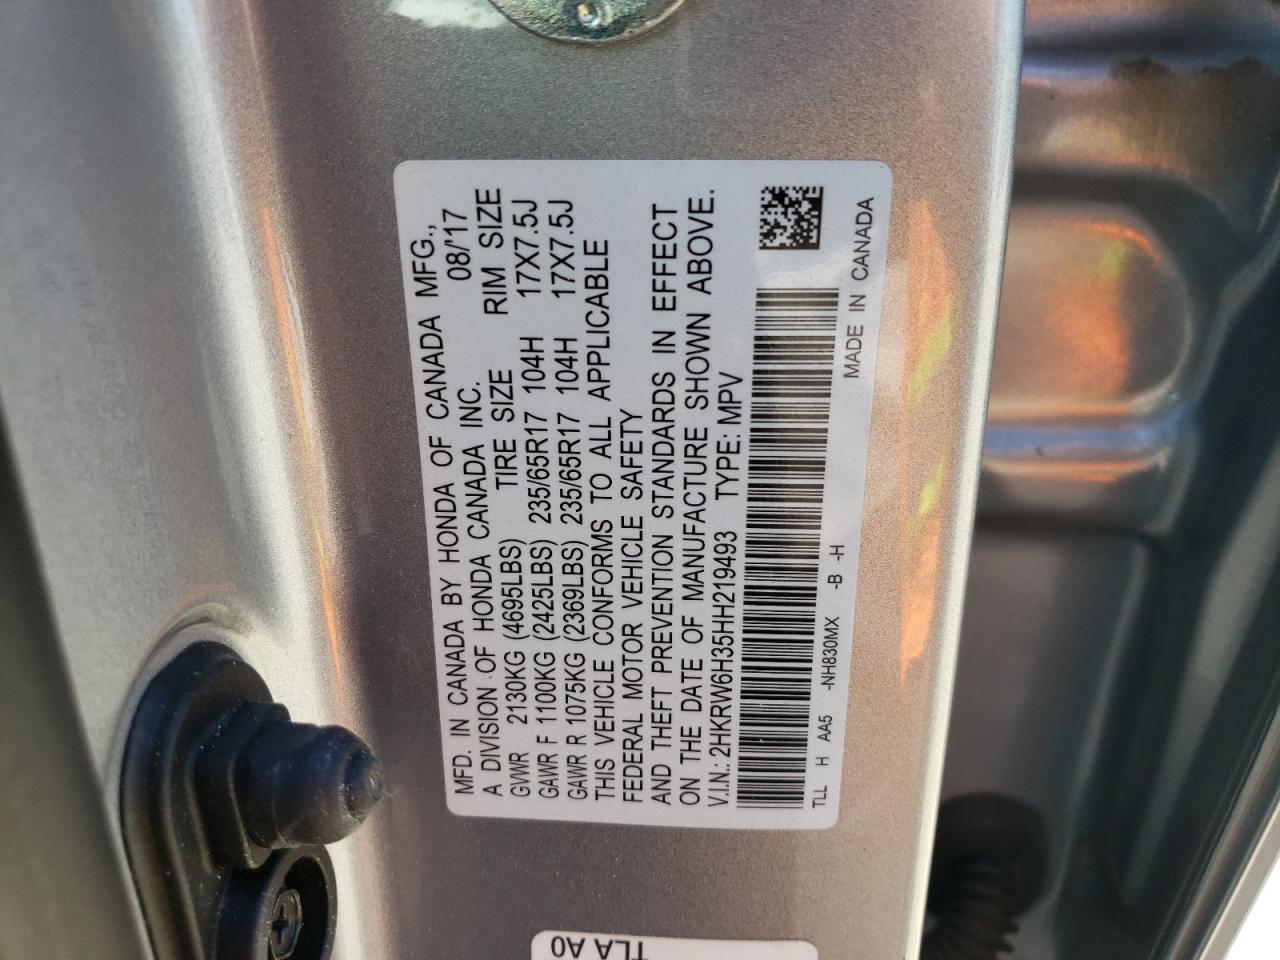 MFD. IN CANADA BY HONDA OF CANADA MFG.,
A DIVISION OF HONDA CANADA INC. 08/'17
GVWR 2130KG (4695LBS) TIRE SIZE RIM SIZE
GAWR F 1100KG (2425LBS) 235/65R17 104H 17X7.5J
GAWR R 1075KG (2369LBS) 235/65R17 104H 17X7.5J
THIS VEHICLE CONFORMS TO ALL APPLICABLE
FEDERAL MOTOR VEHICLE SAFETY
AND THEFT PREVENTION STANDARDS IN EFFECT
ON THE DATE OF MANUFACTURE SHOWN ABOVE.
V.I.N.: 2HKRW6H35HH219493 TYPE: MPV
TLL H AA5 -NH830MX -B -H
MADE IN CANADA
TLA A0